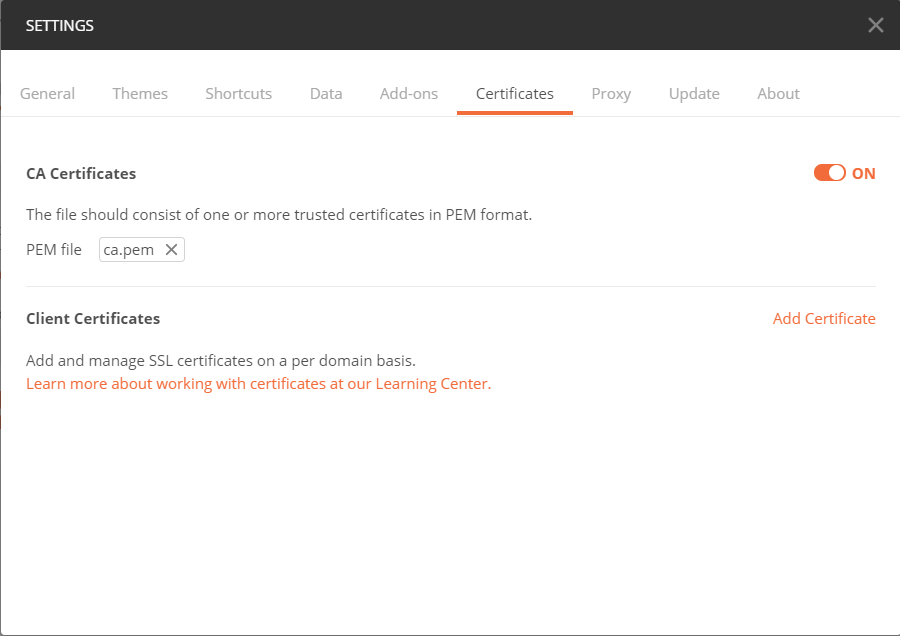 SETTINGS
General Themes Shortcuts Data Add-ons Certificates Proxy Update About
CA Certificates ON
The file should consist of one or more trusted certificates in PEM format.
PEM file ca.pem
Client Certificates Add Certificate
Add and manage SSL certificates on a per domain basis.
Learn more about working with certificates at our Learning Center.